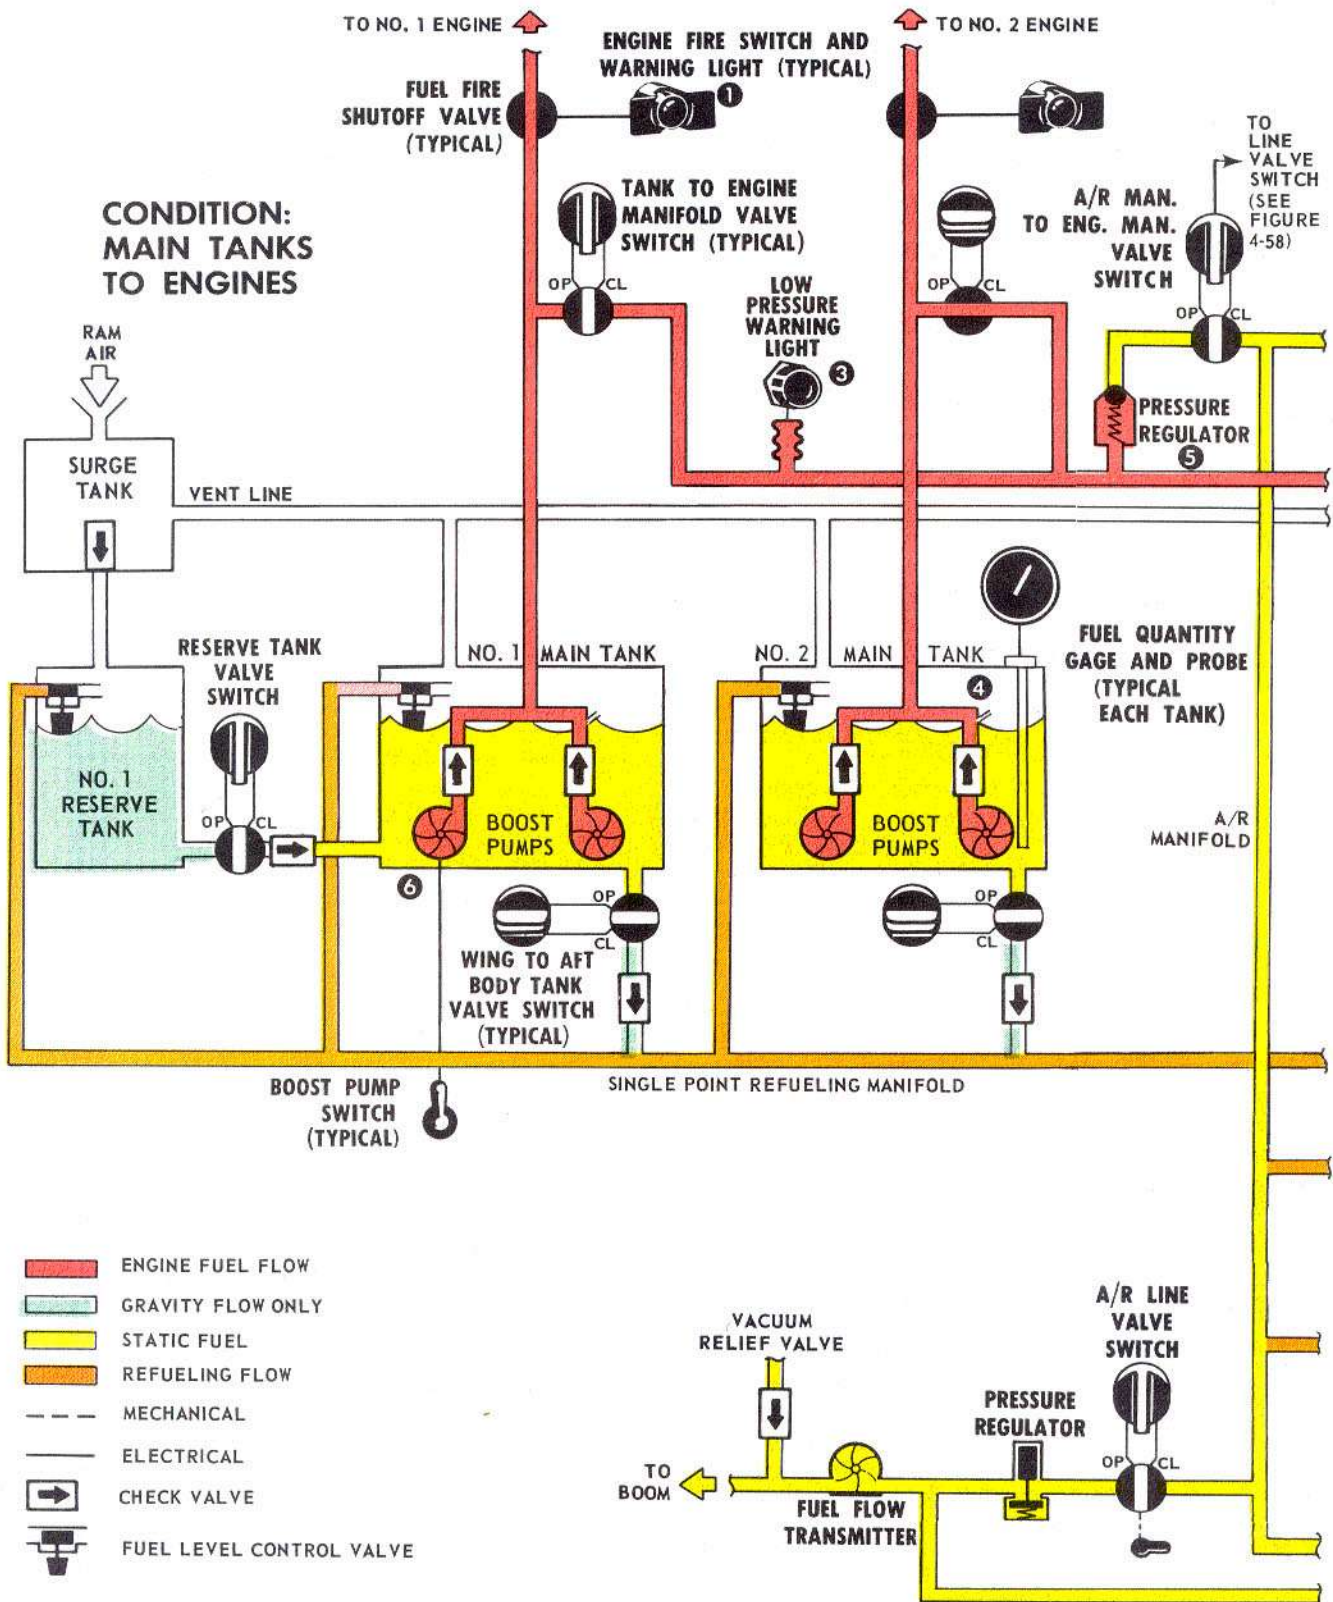 TO NO. 1 ENGINE
TO NO. 2 ENGINE
ENGINE FIRE SWITCH AND
WARNING LIGHT (TYPICAL)
1
FUEL FIRE
SHUTOFF VALVE
(TYPICAL)
TO
LINE
VALVE
SWITCH
(SEE
FIGURE
4-58)
CONDITION:
MAIN TANKS
TO ENGINES
TANK TO ENGINE
MANIFOLD VALVE
SWITCH (TYPICAL)
A/R MAN.
TO ENG. MAN.
VALVE
SWITCH
OP CL
OP CL
OP CL
LOW
PRESSURE
WARNING
LIGHT
3
RAM
AIR
PRESSURE
REGULATOR
5
SURGE
TANK
VENT LINE
RESERVE TANK
VALVE
SWITCH
NO. 1 MAIN TANK
NO. 2 MAIN TANK
4
FUEL QUANTITY
GAGE AND PROBE
(TYPICAL
EACH TANK)
NO. 1
RESERVE
TANK
OP CL
BOOST
PUMPS
BOOST
PUMPS
A/R
MANIFOLD
6
OP
CL
OP
CL
WING TO AFT
BODY TANK
VALVE SWITCH
(TYPICAL)
BOOST PUMP
SWITCH
(TYPICAL)
SINGLE POINT REFUELING MANIFOLD
ENGINE FUEL FLOW
GRAVITY FLOW ONLY
STATIC FUEL
REFUELING FLOW
MECHANICAL
ELECTRICAL
CHECK VALVE
FUEL LEVEL CONTROL VALVE
VACUUM
RELIEF VALVE
A/R LINE
VALVE
SWITCH
PRESSURE
REGULATOR
OP CL
TO
BOOM
FUEL FLOW
TRANSMITTER